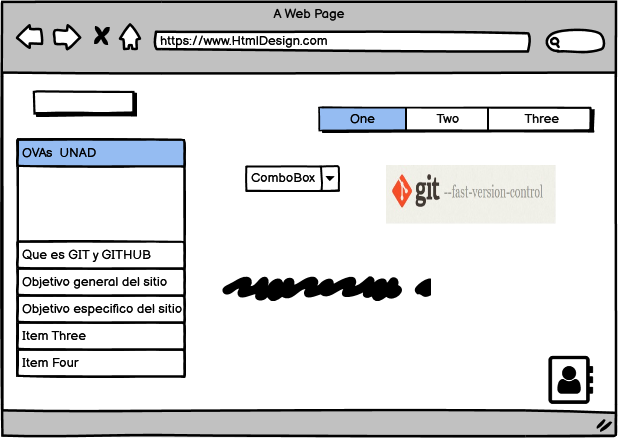 A Web Page
https://www.HtmlDesign.com
One Two Three
OVAs UNAD
ComboBox
git --fast-version-control
Que es GIT y GITHUB
Objetivo general del sitio
Objetivo especifico del sitio
Item Three
Item Four